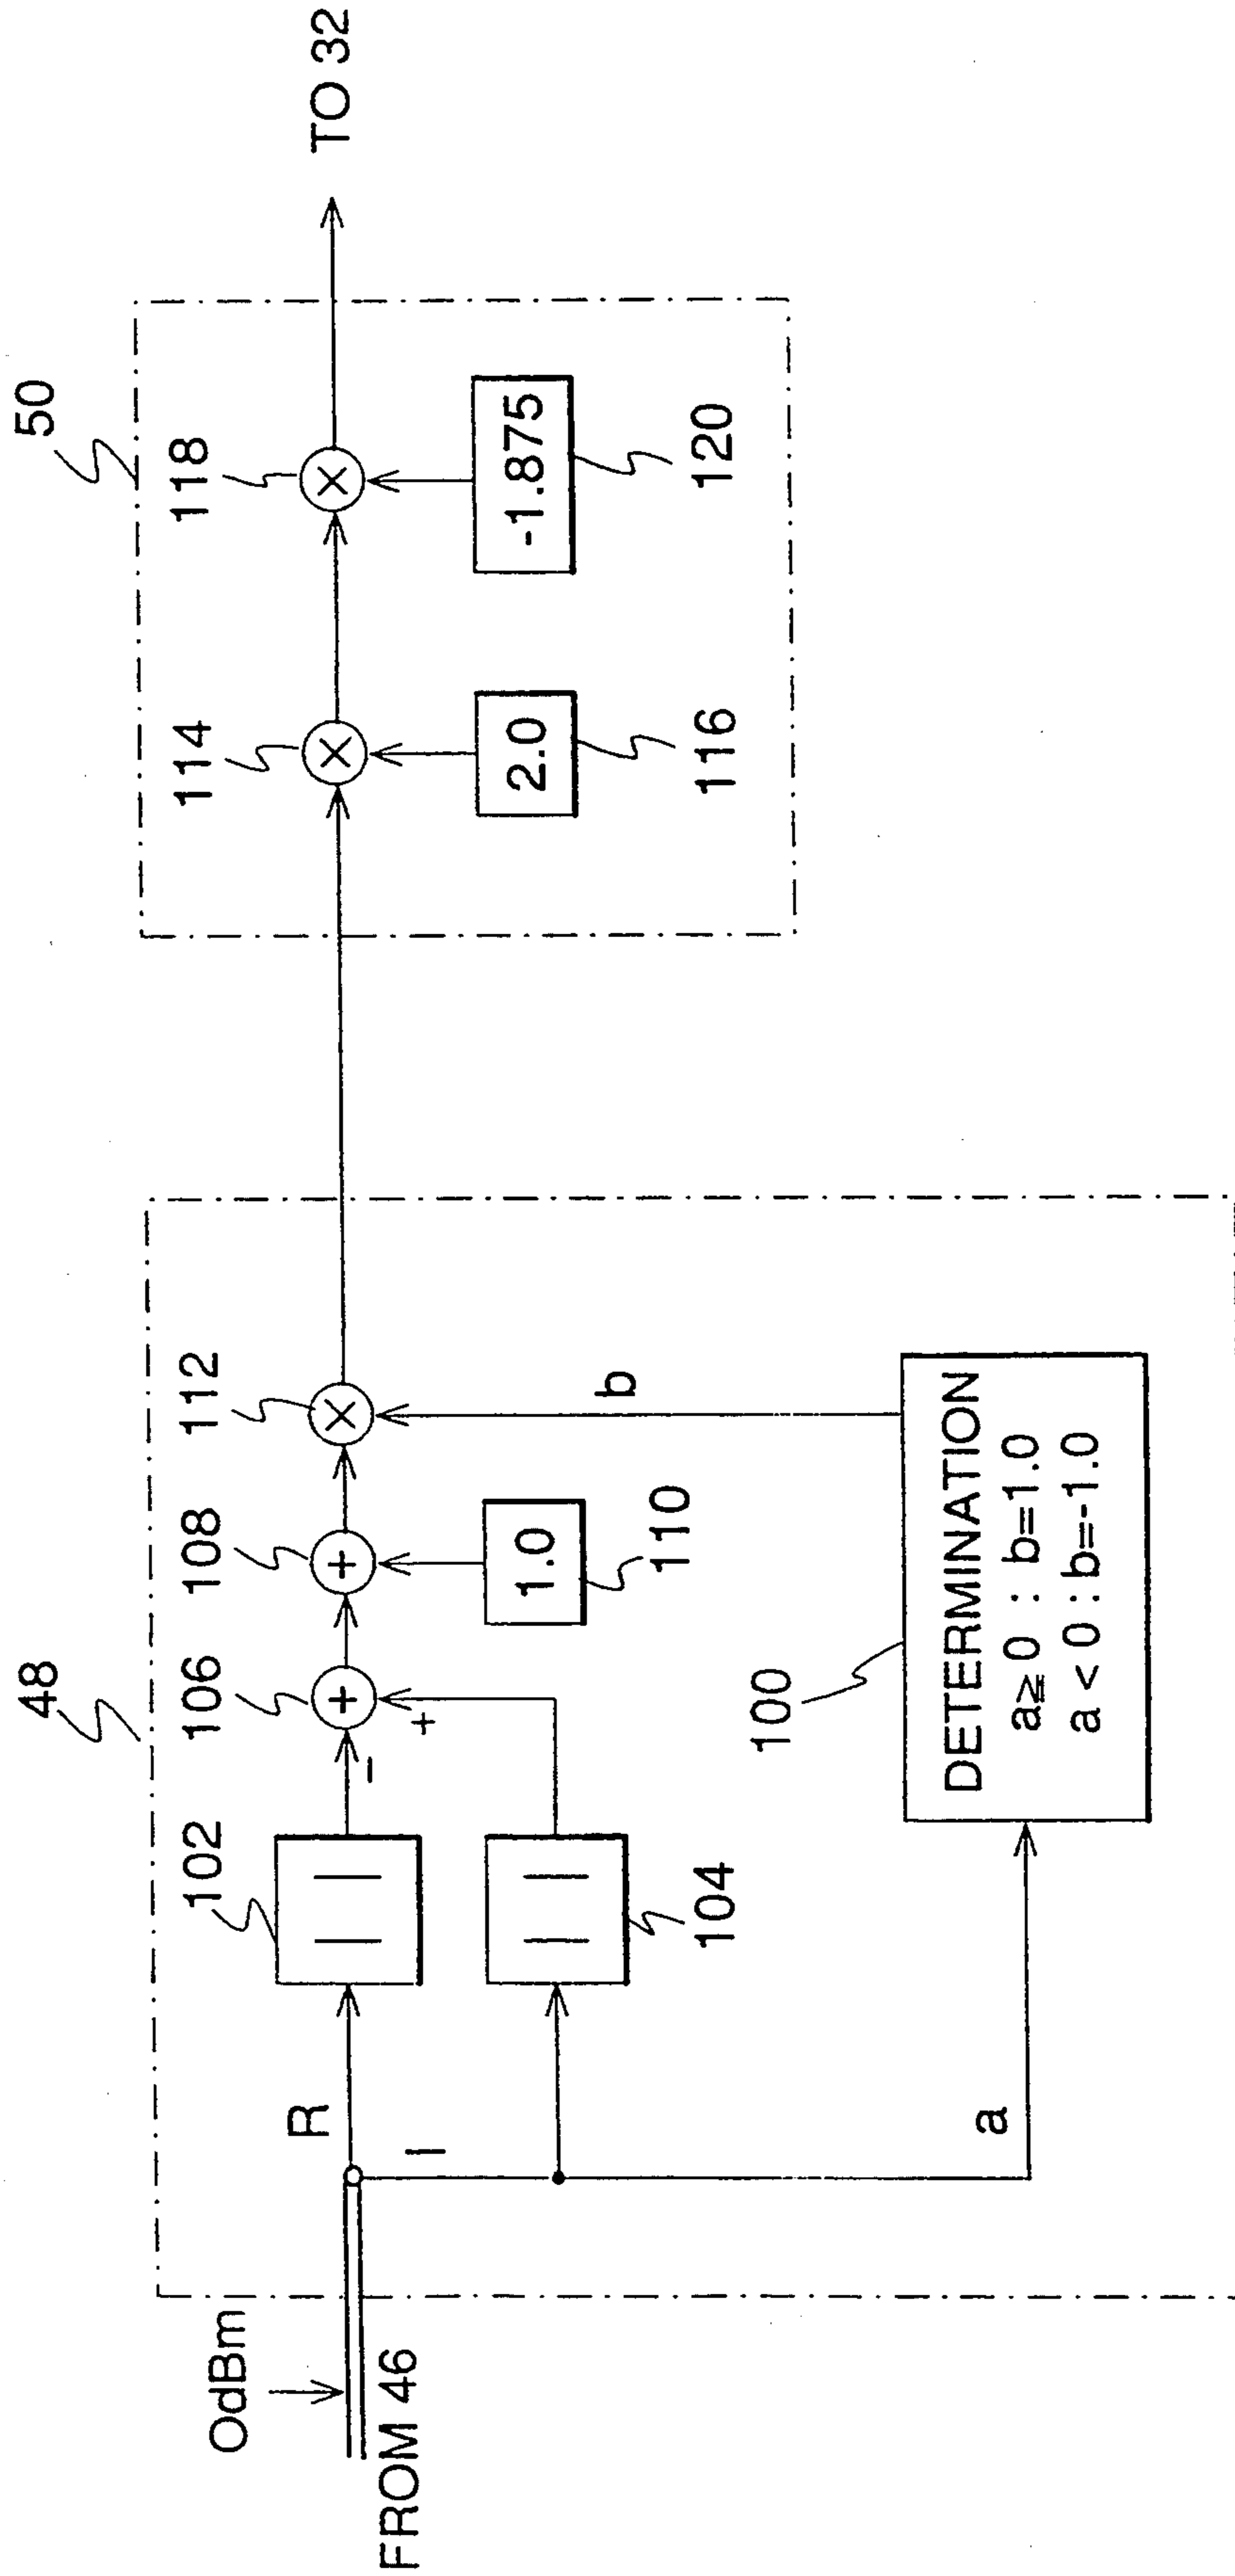 48
50
OdBm
FROM 46
R
I
102
106
108
112
114
118
TO 32
| |
| |
-
+
+
+
×
×
×
104
1.0
110
b
2.0
116
-1.875
120
a
100
DETERMINATION
a≧0 : b=1.0
a < 0 : b=-1.0